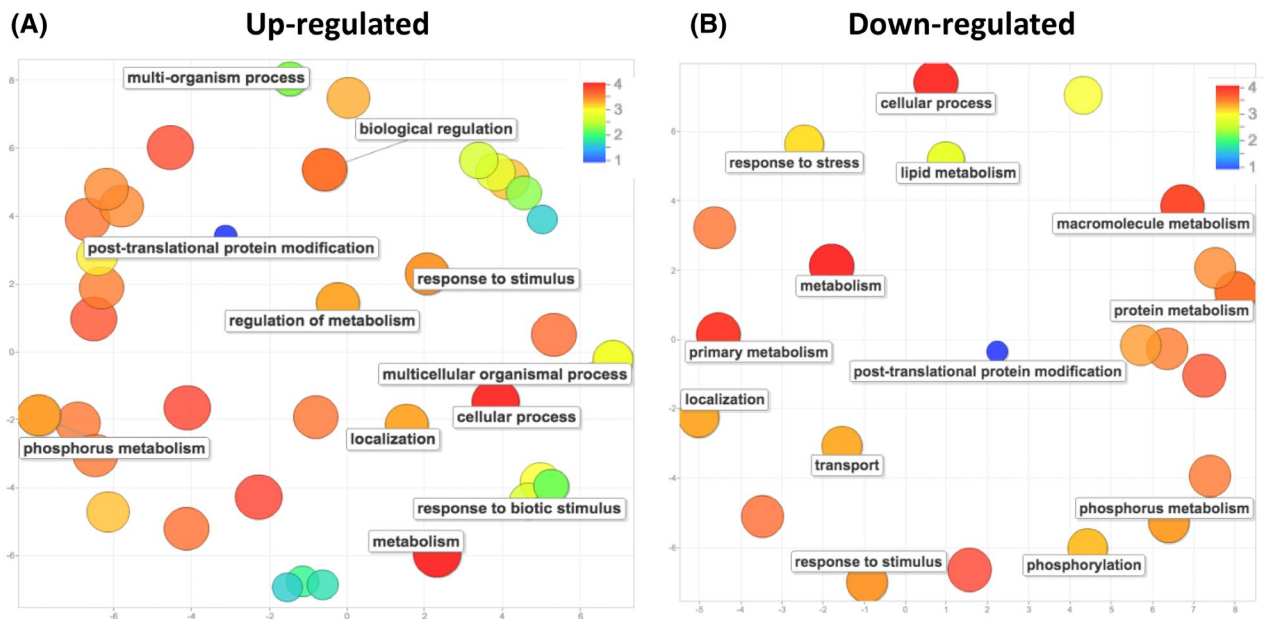 (A) Up-regulated
multi-organism process
biological regulation
post-translational protein modification
response to stimulus
regulation of metabolism
multicellular organismal process
cellular process
localization
phosphorus metabolism
response to biotic stimulus
metabolism
4
3
2
1
8
6
4
2
0
-2
-4
-6
-6
-4
-2
0
2
4
6
(B) Down-regulated
cellular process
response to stress
lipid metabolism
macromolecule metabolism
metabolism
protein metabolism
primary metabolism
post-translational protein modification
localization
transport
phosphorus metabolism
response to stimulus
phosphorylation
4
3
2
1
6
4
2
0
-2
-4
-6
-5
-4
-3
-2
-1
0
1
2
3
4
5
6
7
8